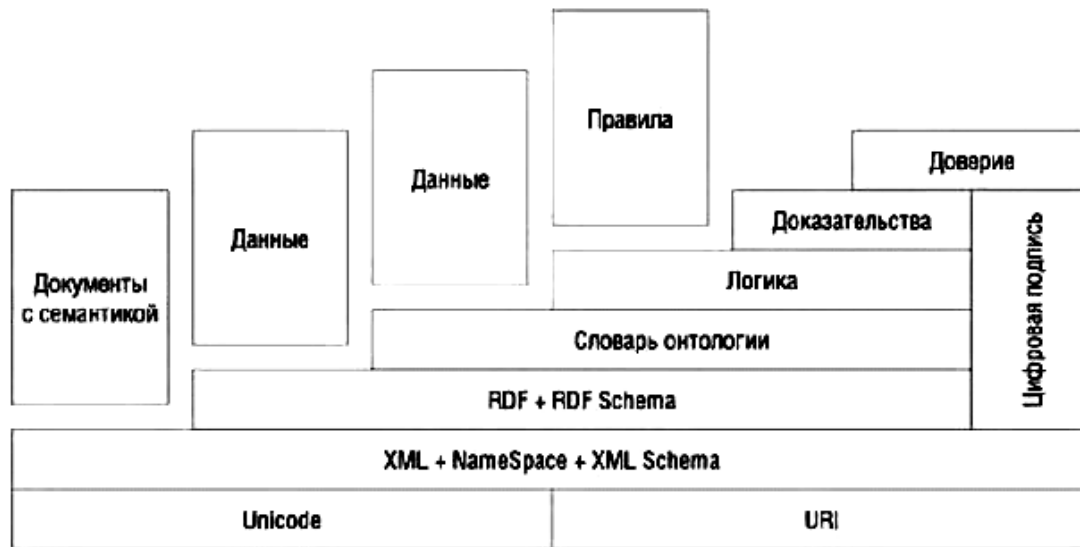 Правила
Доверие
Данные
Доказательства
Данные
Логика
Документы
с семантикой
Словарь онтологии
Цифровая подпись
RDF + RDF Schema
XML + NameSpace + XML Schema
Unicode
URI